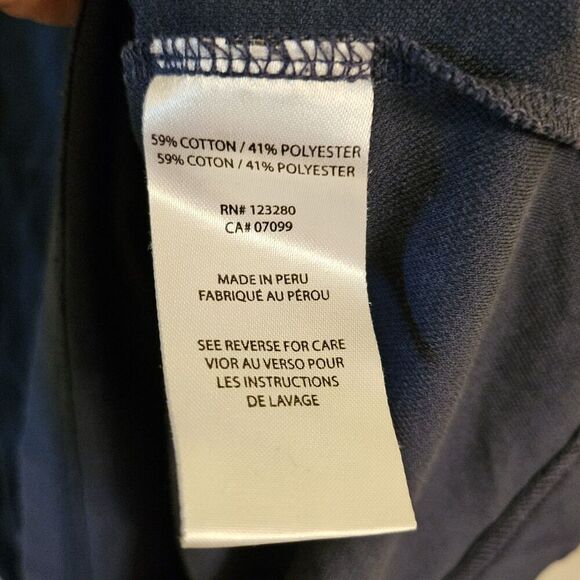 59% COTTON / 41% POLYESTER
59% COTON / 41% POLYESTER
RN# 123280
CA# 07099
MADE IN PERU
FABRIQUÉ AU PÉROU
SEE REVERSE FOR CARE
VIOR AU VERSO POUR
LES INSTRUCTIONS
DE LAVAGE